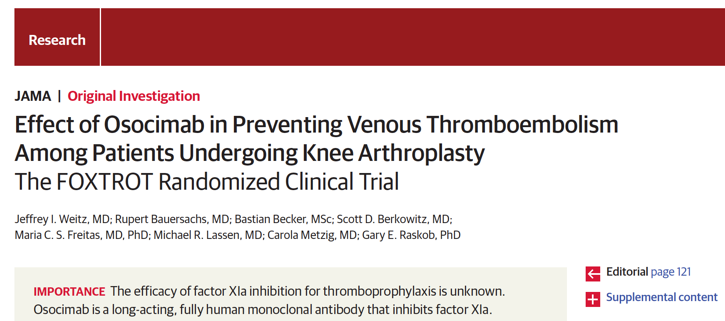 Research
JAMA | Original Investigation
Effect of Osocimab in Preventing Venous Thromboembolism
Among Patients Undergoing Knee Arthroplasty
The FOXTROT Randomized Clinical Trial
Jeffrey I. Weitz, MD; Rupert Bauersachs, MD; Bastian Becker, MSc; Scott D. Berkowitz, MD;
Maria C. S. Freitas, MD, PhD; Michael R. Lassen, MD; Carola Metzig, MD; Gary E. Raskob, PhD
IMPORTANCE The efficacy of factor XIa inhibition for thromboprophylaxis is unknown.
Osocimab is a long-acting, fully human monoclonal antibody that inhibits factor XIa.
Editorial page 121
Supplemental content